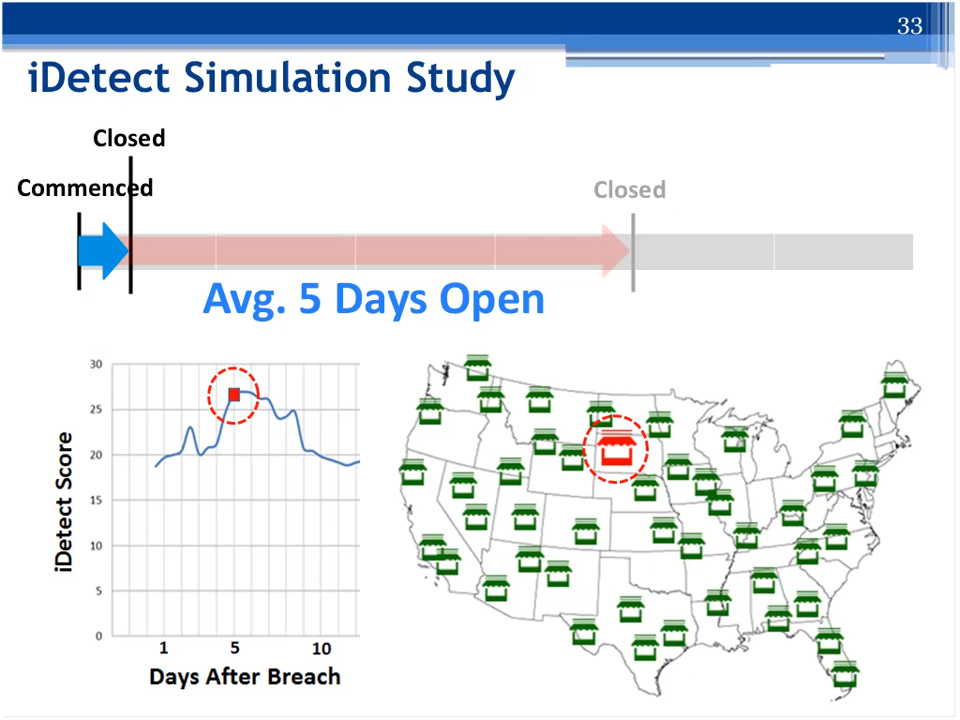 33
iDetect Simulation Study
Closed
Commenced
Closed
Avg. 5 Days Open
30
25
20
15
10
5
0
iDetect Score
1 5 10
Days After Breach